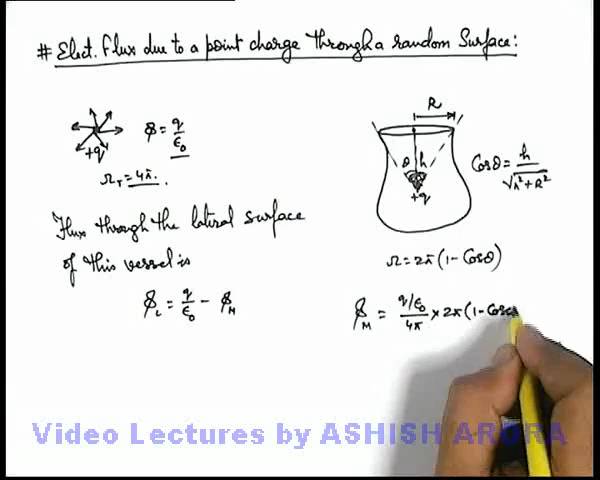 # Elect. Flux due to a point charge through a random Surface:
R
+q
φ = q/ε₀
Ω_T = 4π.
θ
h
+q
Cosθ = h/√(h²+R²)
Flux through the lateral surface
of this vessel is
Ω = 2π(1 - Cosθ)
φ_L = q/ε₀ - φ_M
φ_M = (q/ε₀)/4π × 2π(1-Cosθ
Video Lectures by ASHISH ARORA